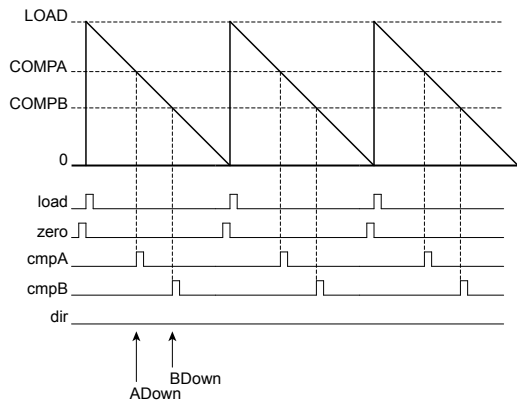 LOAD
COMPA
COMPB
0
load
zero
cmpA
cmpB
dir
BDown
ADown